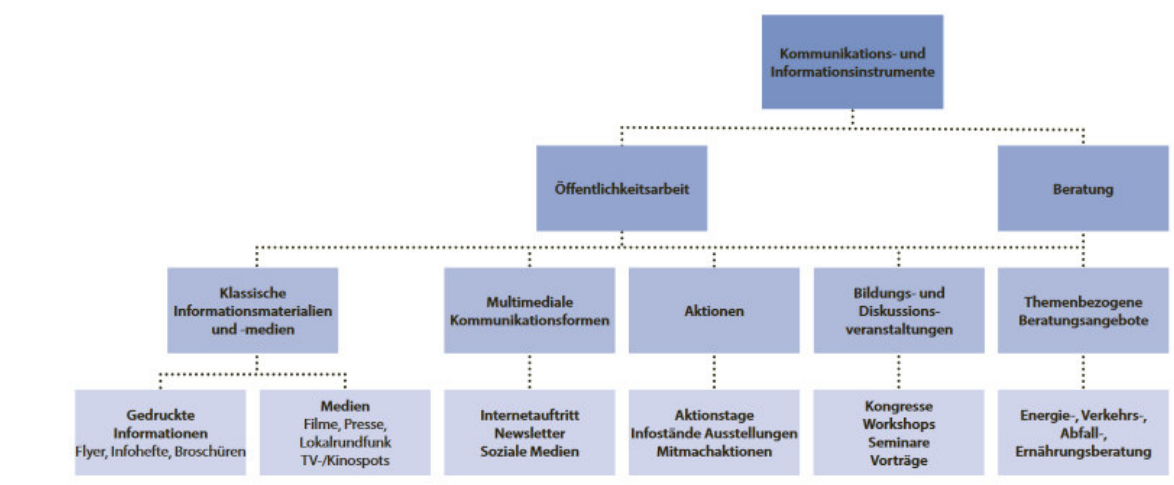 Kommunikations- und
Informationsinstrumente
Öffentlichkeitsarbeit
Beratung
Klassische
Informationsmaterialien
und -medien
Multimediale
Kommunikationsformen
Aktionen
Bildungs- und
Diskussions-
veranstaltungen
Themenbezogene
Beratungsangebote
Gedruckte
Informationen
Flyer, Infohefte, Broschüren
Medien
Filme, Presse,
Lokalrundfunk
TV-/Kinospots
Internetauftritt
Newsletter
Soziale Medien
Aktionstage
Infostände Ausstellungen
Mitmachaktionen
Kongresse
Workshops
Seminare
Vorträge
Energie-, Verkehrs-,
Abfall-,
Ernährungsberatung